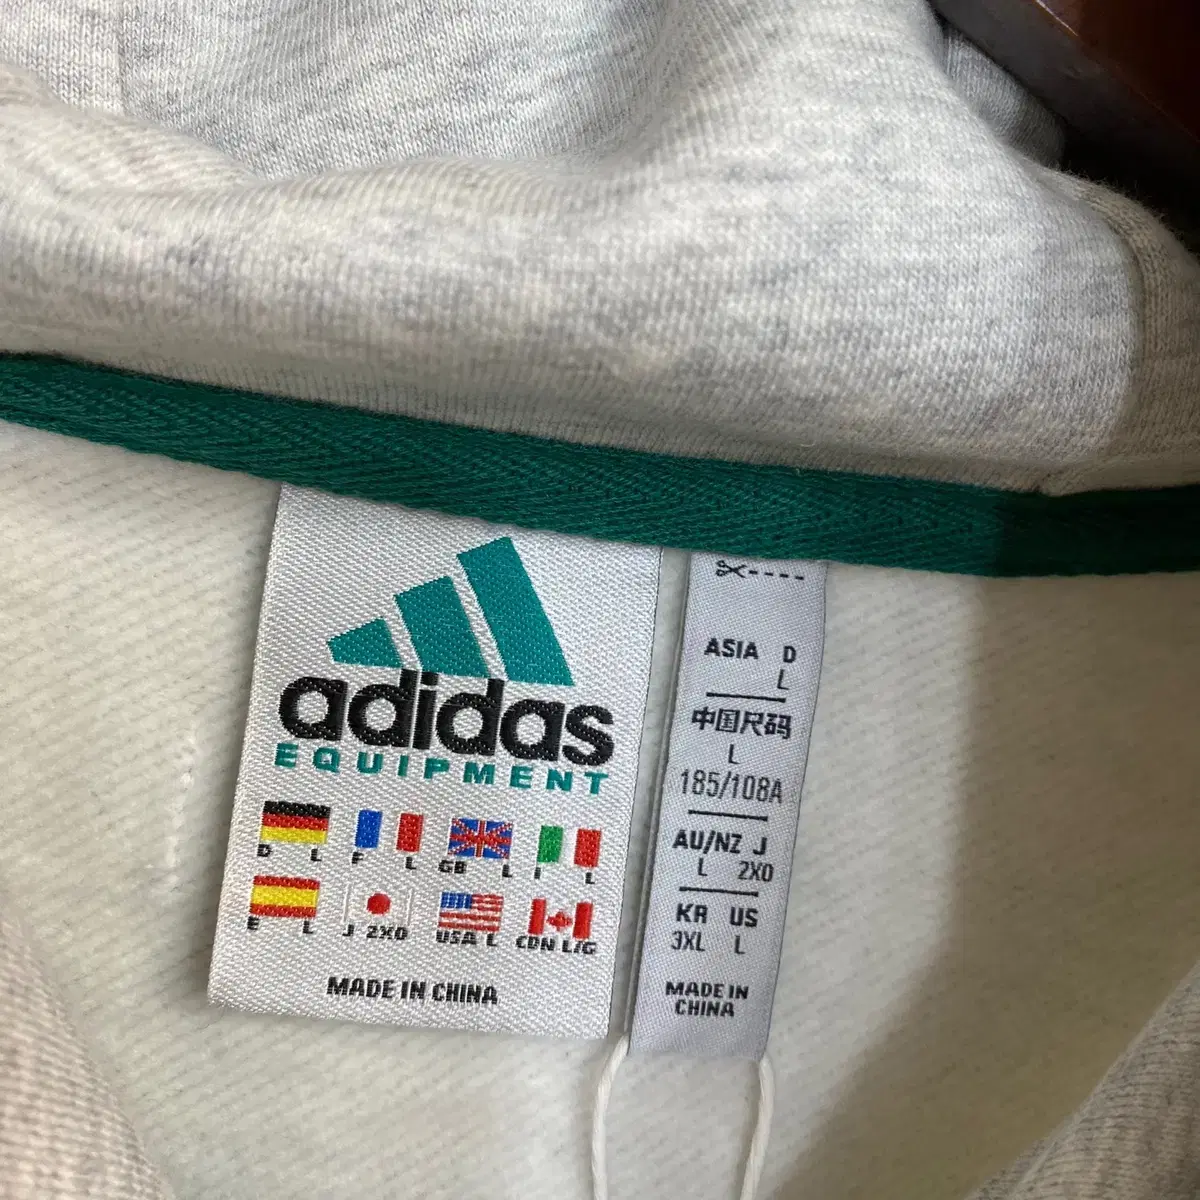 adidas
EQUIPMENT
D L F L GB L I L
E L J 2XO USA L CDN L/G
MADE IN CHINA
ASIA D
L
中国尺码
L
185/108A
AU/NZ J
L 2XO
KR US
3XL L
MADE IN
CHINA